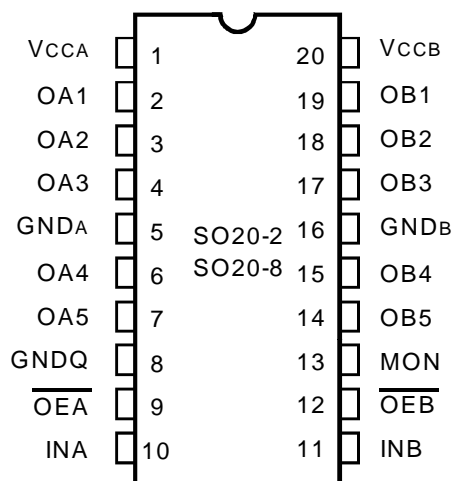 VCCA 1 20 VCCB
OA1 2 19 OB1
OA2 3 18 OB2
OA3 4 17 OB3
GNDA 5 SO20-2 16 GNDB
SO20-8
OA4 6 15 OB4
OA5 7 14 OB5
GNDQ 8 13 MON
O̅E̅A̅ 9 12 O̅E̅B̅
INA 10 11 INB